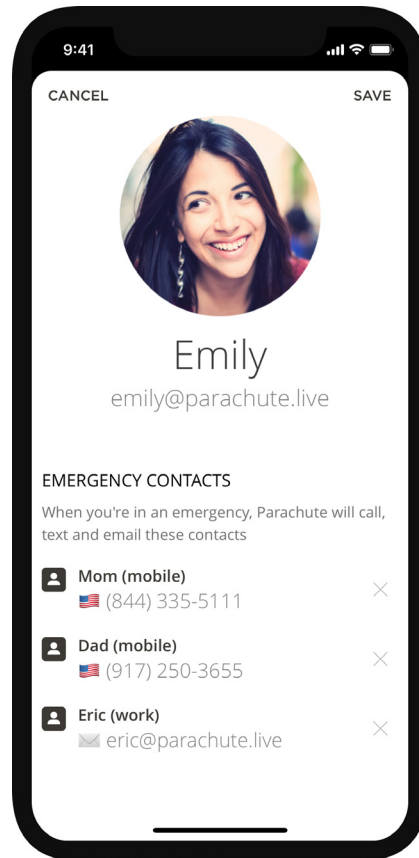 9:41
CANCEL SAVE
Emily
emily@parachute.live
EMERGENCY CONTACTS
When you're in an emergency, Parachute will call,
text and email these contacts
Mom (mobile)
(844) 335-5111
Dad (mobile)
(917) 250-3655
Eric (work)
eric@parachute.live